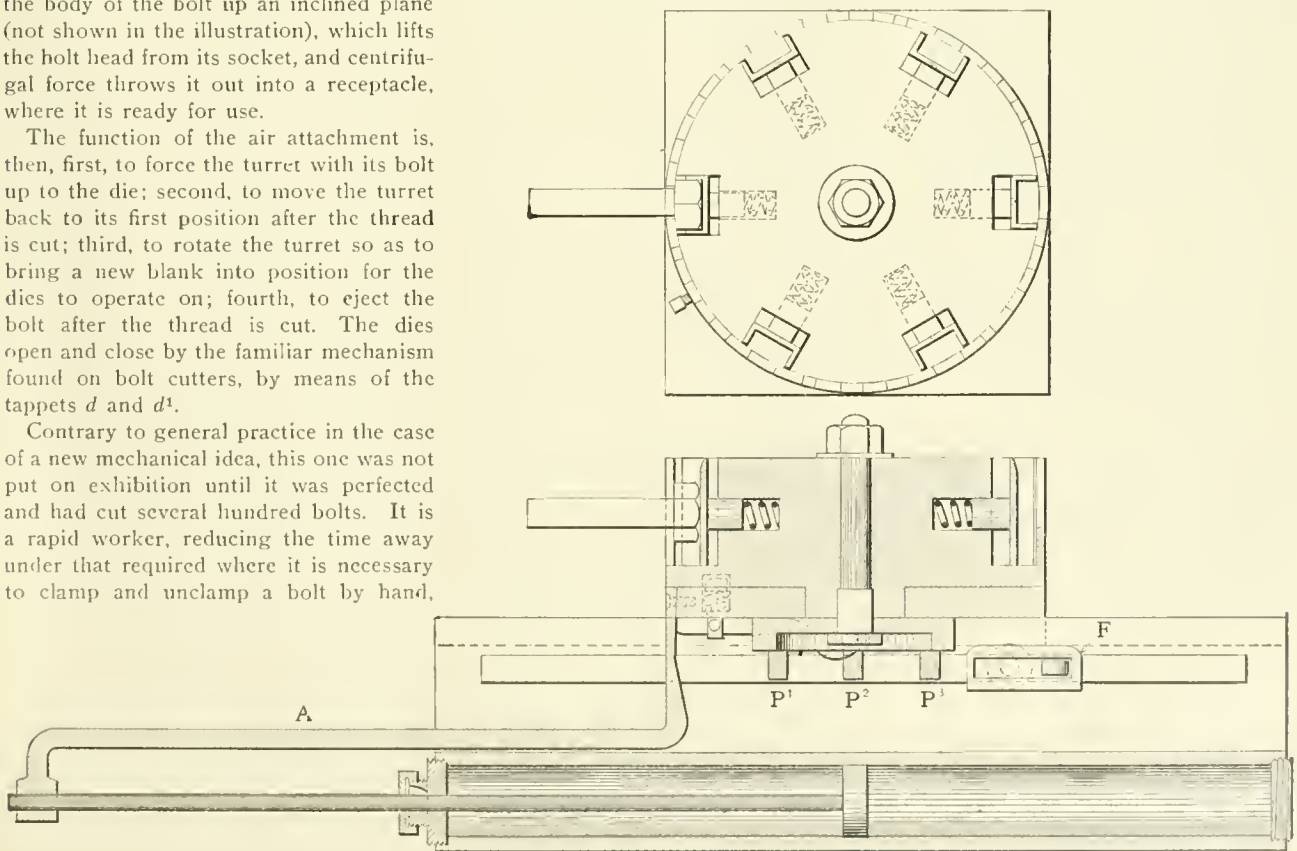 the body of the bolt up an inclined plane
(not shown in the illustration), which lifts
the bolt head from its socket, and centrifu-
gal force throws it out into a receptacle,
where it is ready for use.
The function of the air attachment is,
then, first, to force the turret with its bolt
up to the die; second, to move the turret
back to its first position after the thread
is cut; third, to rotate the turret so as to
bring a new blank into position for the
dies to operate on; fourth, to eject the
bolt after the thread is cut. The dies
open and close by the familiar mechanism
found on bolt cutters, by means of the
tappets d and d¹.
Contrary to general practice in the case
of a new mechanical idea, this one was not
put on exhibition until it was perfected
and had cut several hundred bolts. It is
a rapid worker, reducing the time away
under that required where it is necessary
to clamp and unclamp a bolt by hand,
F
P¹ P² P³
A